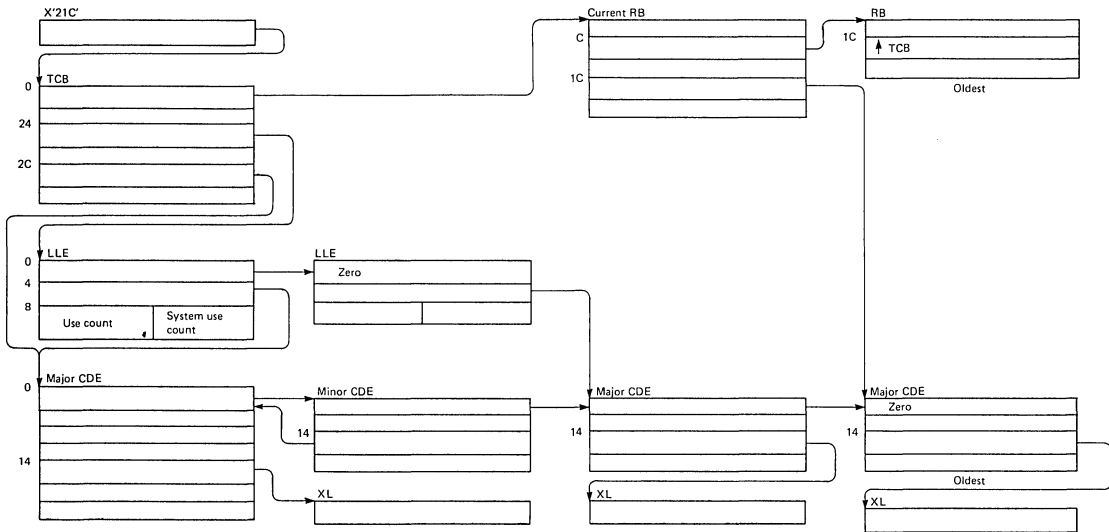 X'21C'
Current RB
RB
C
1C
↑ TCB
0
TCB
1C
Oldest
24
2C
0
LLE
LLE
Zero
4
8
Use count
System use
count
0
Major CDE
Minor CDE
Major CDE
Major CDE
Zero
14
14
14
14
Oldest
XL
XL
XL